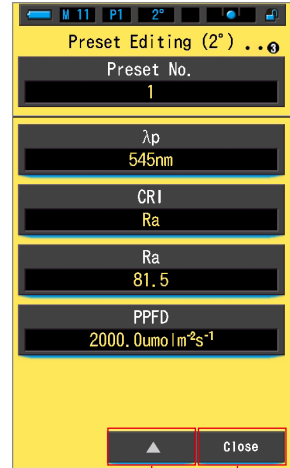 M 11 P1 2°
Preset Editing (2°) ..❸
Preset No.
1
λp
545nm
CRI
Ra
Ra
81.5
PPFD
2000.0umolm⁻²s⁻¹
▲ Close